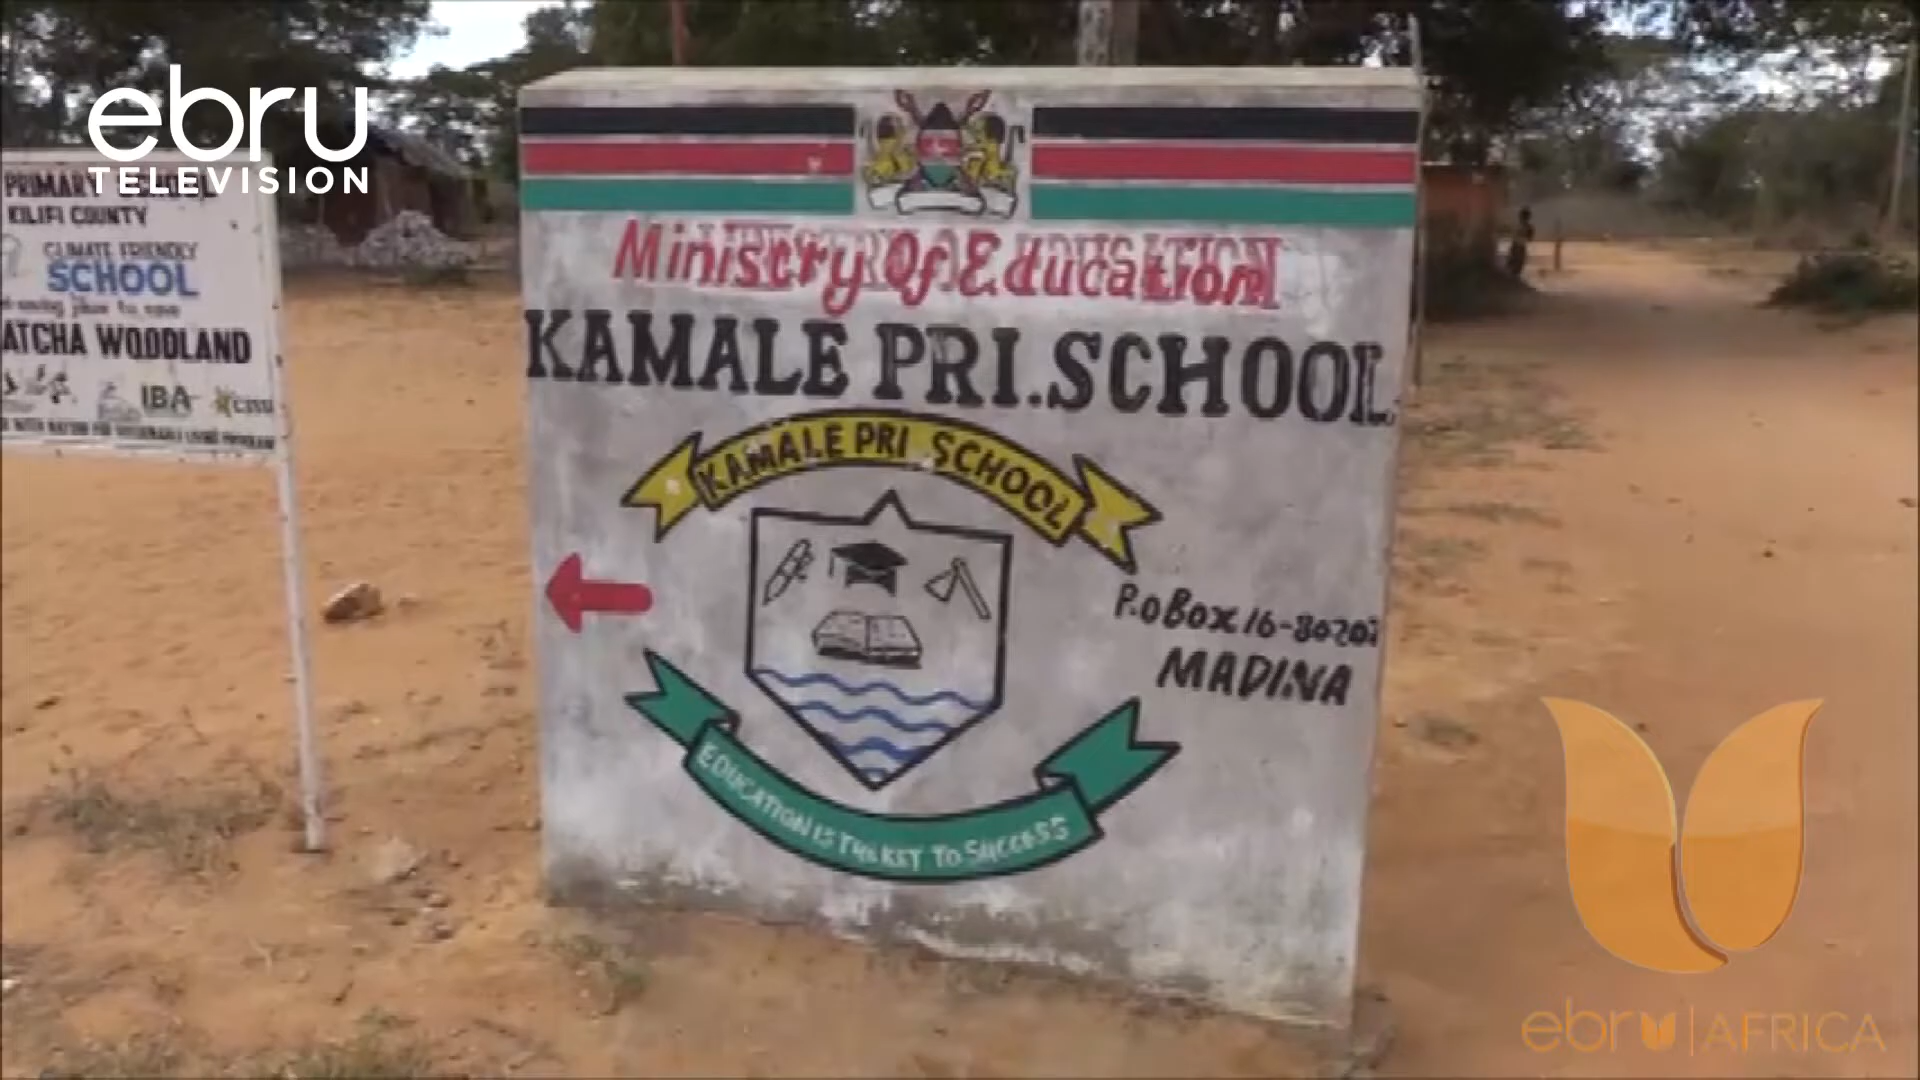 ebru
TELEVISION
PRIMARY SCHOOL
KILIFI COUNTY
CLIMATE FRIENDLY
SCHOOL
ATCHA WOODLAND
IBA
Ministry Of Education
KAMALE PRI.SCHOOL
KAMALE PRI. SCHOOL
P.O Box 16-80207
MADINA
EDUCATION IS THE KEY TO SUCCESS
ebru AFRICA